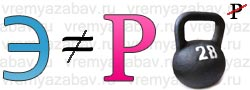 Э ≠ Р 28 Р
vremyazabav.ru